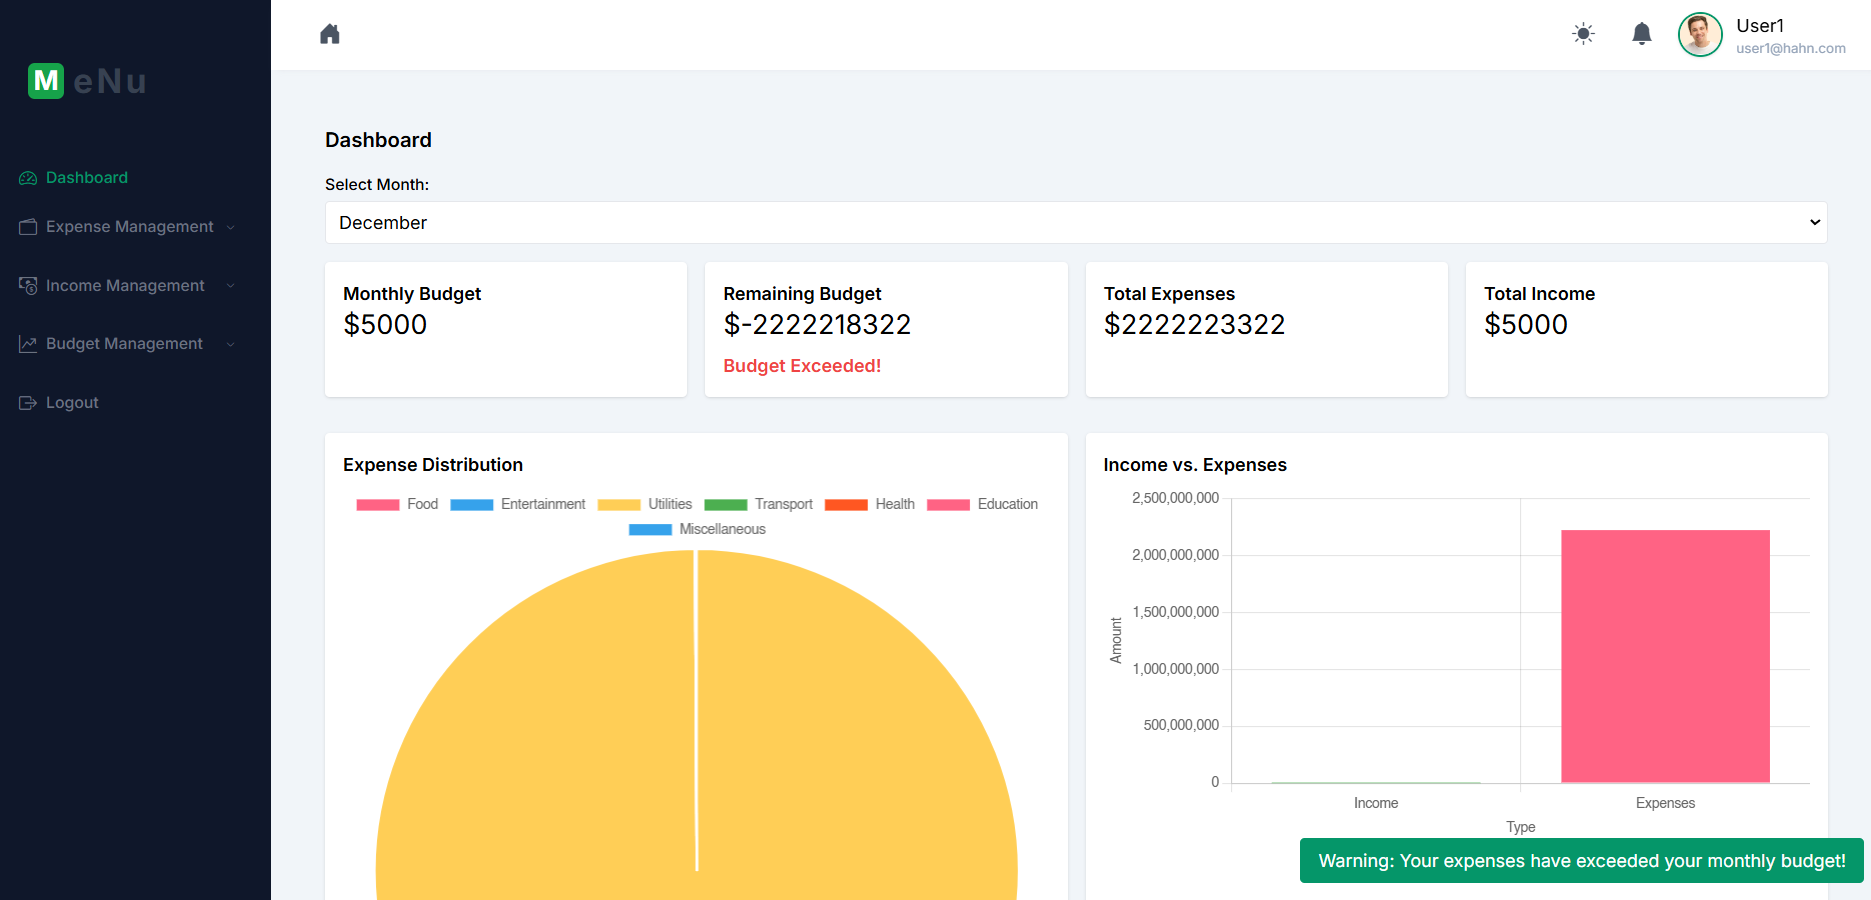 M eNu
Dashboard
Expense Management
Income Management
Budget Management
Logout
User1
user1@hahn.com
Dashboard
Select Month:
December
Monthly Budget
$5000
Remaining Budget
$-2222218322
Budget Exceeded!
Total Expenses
$2222223322
Total Income
$5000
Expense Distribution
Food Entertainment Utilities Transport Health Education
Miscellaneous
Income vs. Expenses
2,500,000,000
2,000,000,000
1,500,000,000
1,000,000,000
500,000,000
0
Amount
Income Expenses
Type
Warning: Your expenses have exceeded your monthly budget!